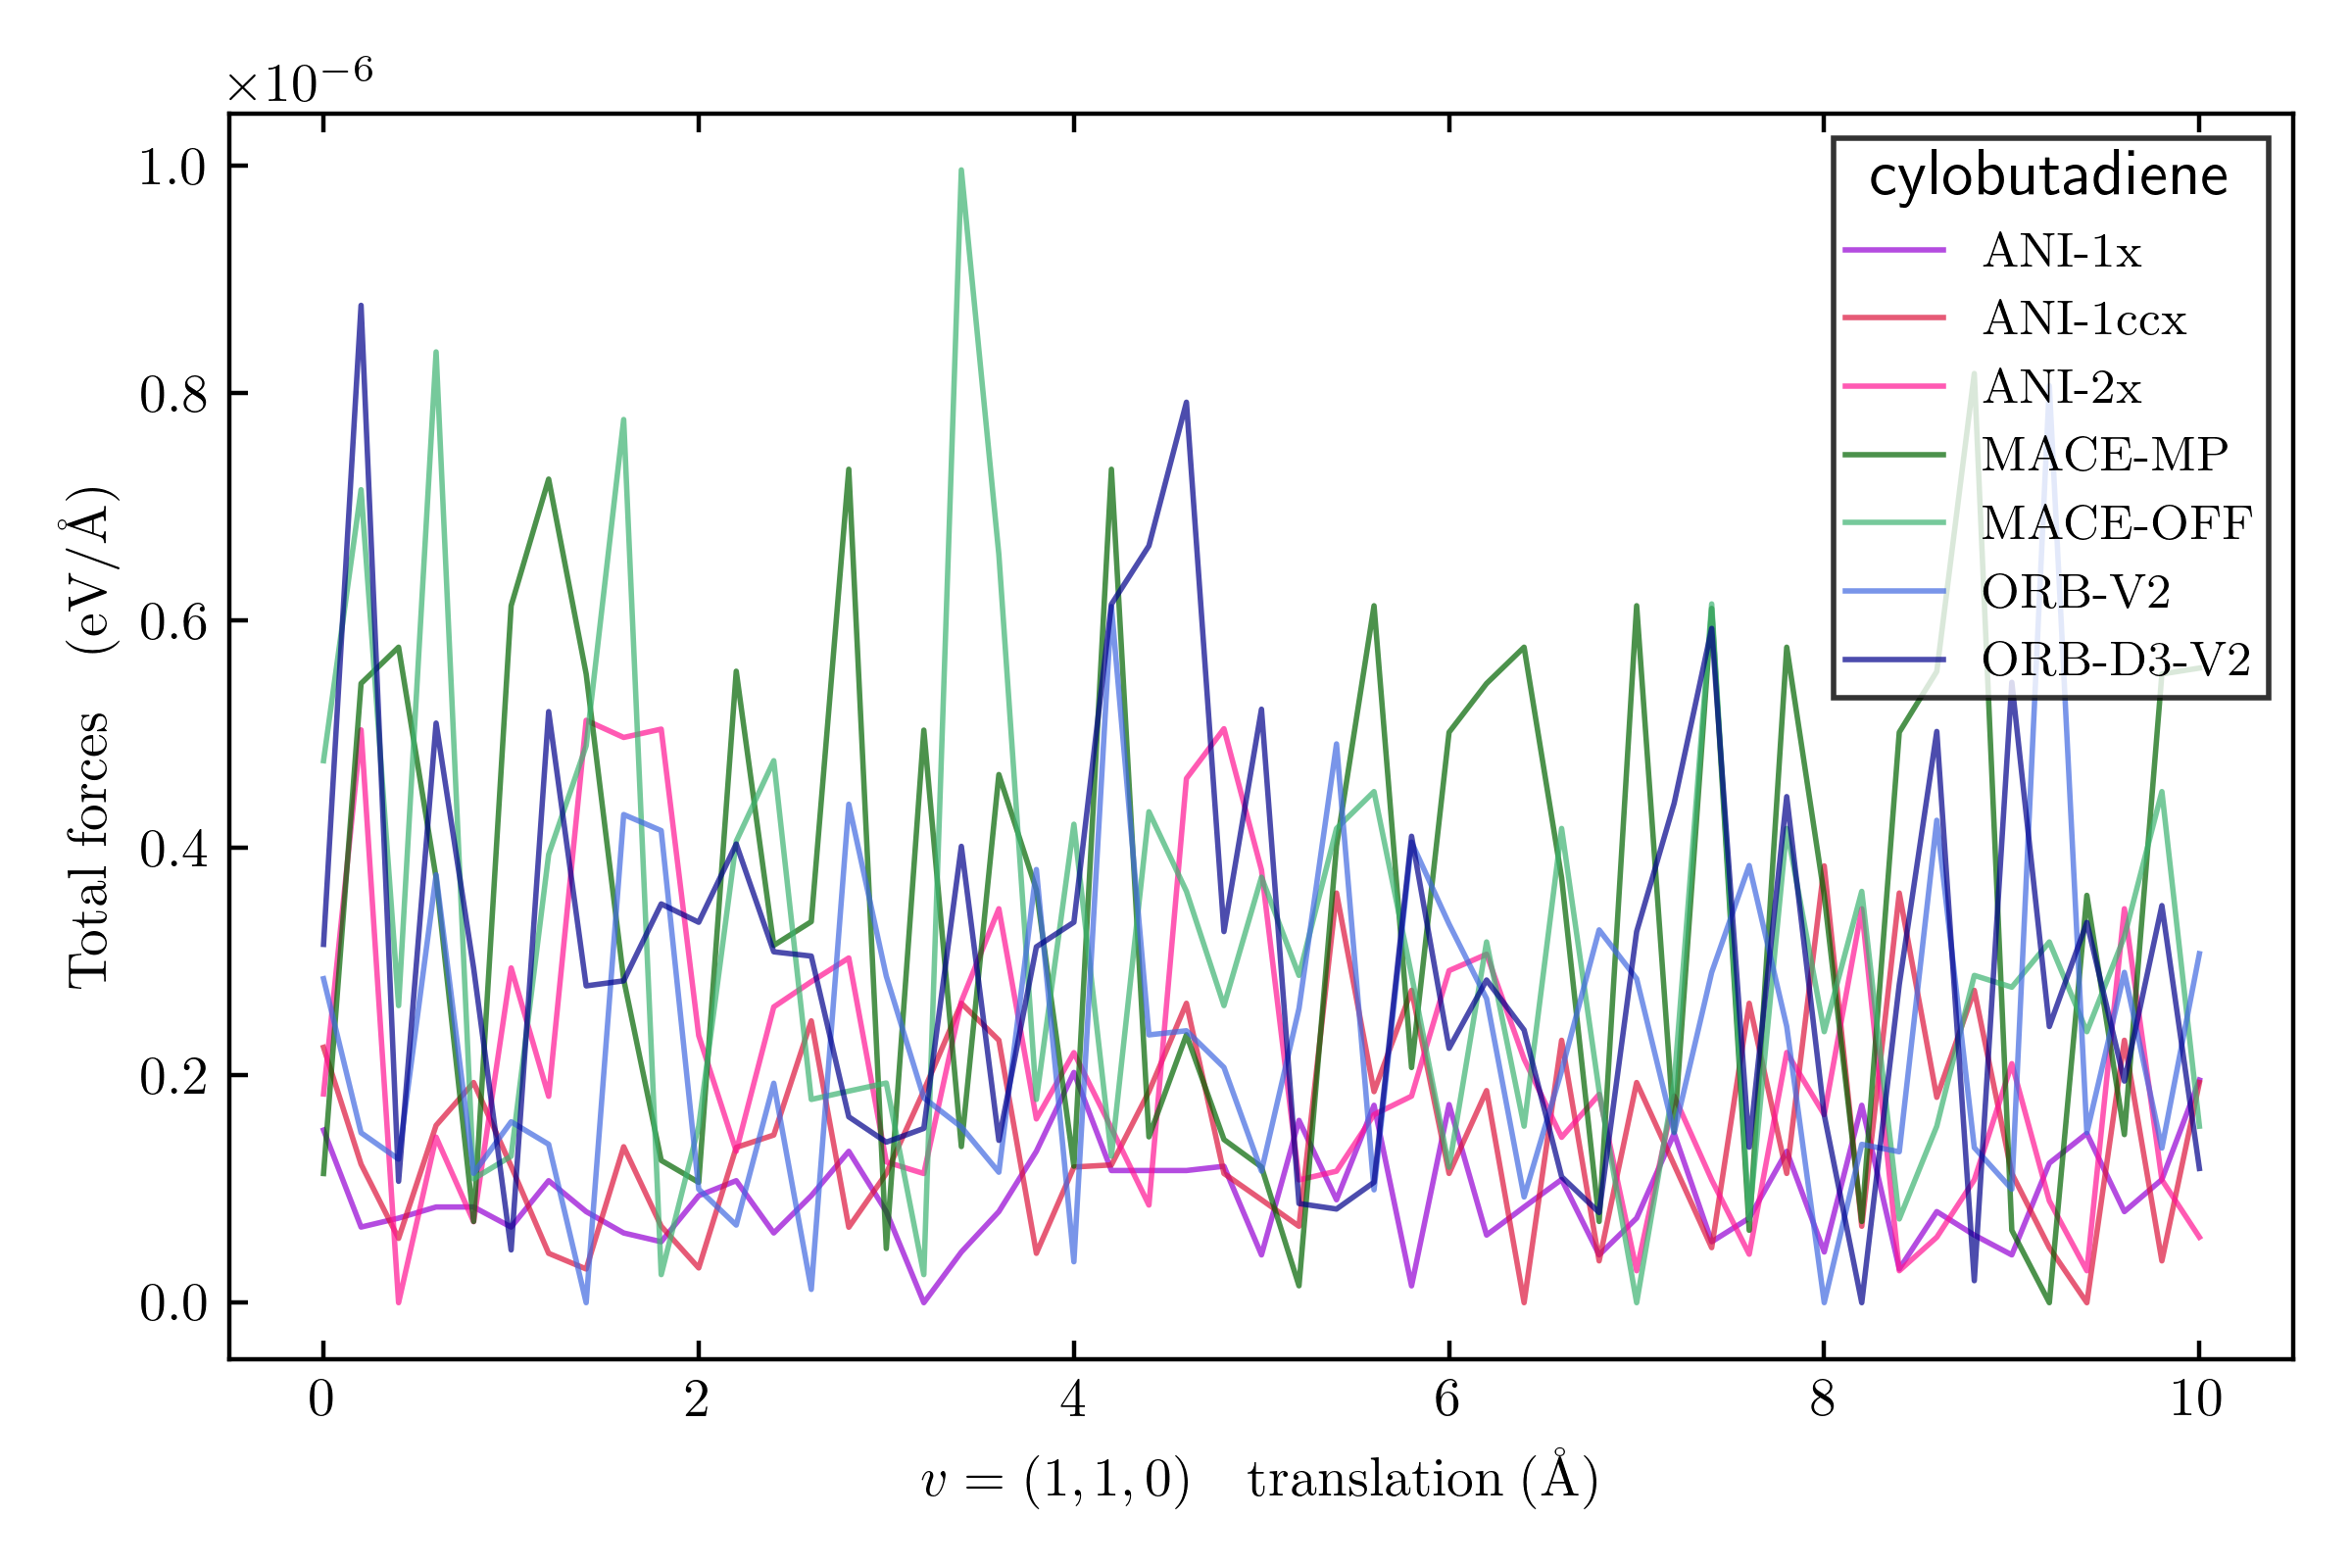 ×10⁻⁶
1.0
0.8
0.6
0.4
0.2
0.0
Total forces (eV/Å)
0 2 4 6 8 10
v = (1, 1, 0) translation (Å)
cylobutadiene
ANI-1x
ANI-1ccx
ANI-2x
MACE-MP
MACE-OFF
ORB-V2
ORB-D3-V2